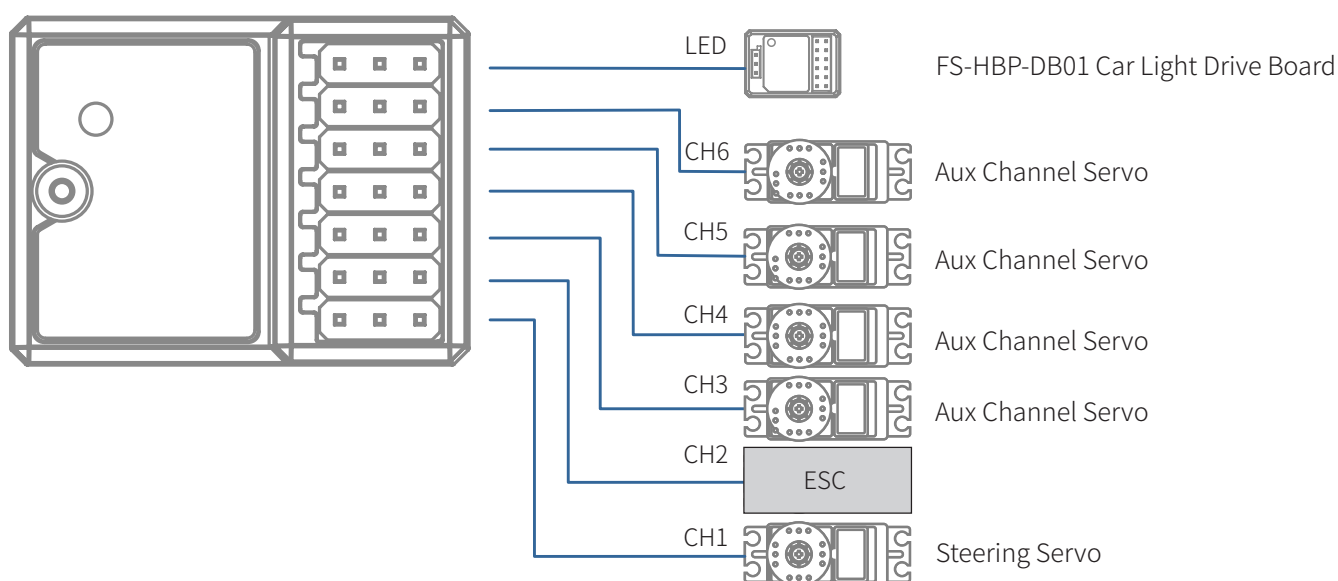 LED
FS-HBP-DB01 Car Light Drive Board
CH6
Aux Channel Servo
CH5
Aux Channel Servo
CH4
Aux Channel Servo
CH3
Aux Channel Servo
CH2
ESC
CH1
Steering Servo